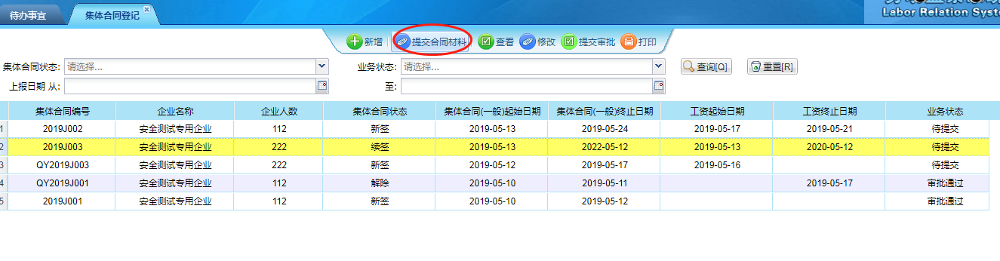 待办事宜
集体合同登记
Labor Relation Syste
新增
提交合同材料
查看
修改
提交审批
打印
集体合同状态: 请选择...
业务状态: 请选择...
查询[Q]
重置[R]
上报日期 从:
至:
集体合同编号 企业名称 企业人数 集体合同状态 集体合同(一般)起始日期 集体合同(一般)终止日期 工资起始日期 工资终止日期 业务状态
1 2019J002 安全测试专用企业 112 新签 2019-05-13 2019-05-24 2019-05-17 2019-05-21 待提交
2 2019J003 安全测试专用企业 222 续签 2019-05-13 2022-05-12 2019-05-13 2020-05-12 待提交
3 QY2019J003 安全测试专用企业 222 新签 2019-05-12 2019-05-17 2019-05-16 待提交
4 QY2019J001 安全测试专用企业 112 解除 2019-05-10 2019-05-11 2019-05-17 审批通过
5 2019J001 安全测试专用企业 112 新签 2019-05-10 2019-05-12 审批通过